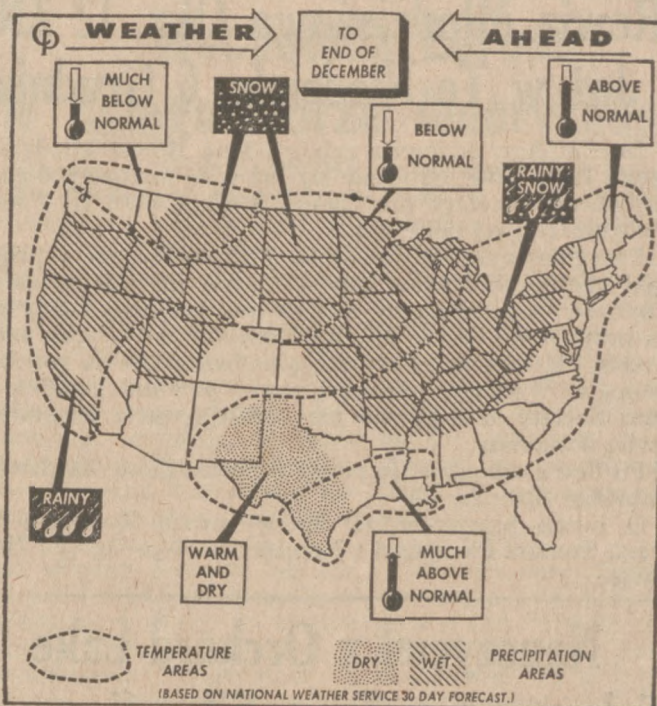 CP WEATHER
TO
END OF
DECEMBER
AHEAD
MUCH
BELOW
NORMAL
SNOW
BELOW
NORMAL
ABOVE
NORMAL
RAINY
SNOW
RAINY
WARM
AND
DRY
MUCH
ABOVE
NORMAL
TEMPERATURE
AREAS
DRY
WET
PRECIPITATION
AREAS
(BASED ON NATIONAL WEATHER SERVICE 30 DAY FORECAST.)